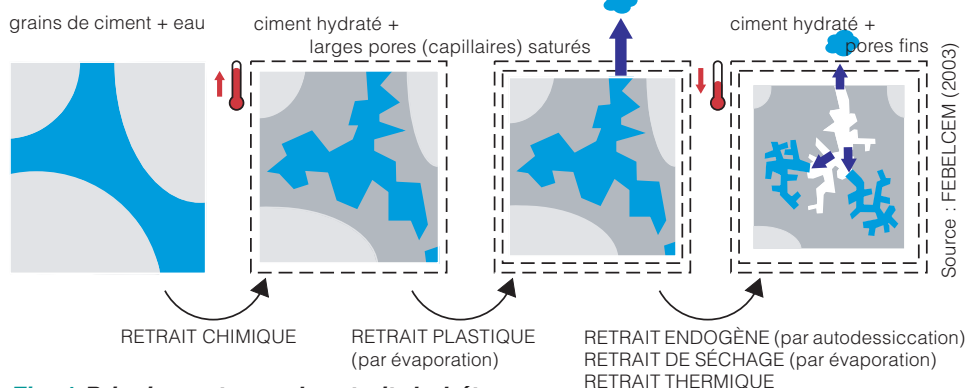 grains de ciment + eau
ciment hydraté +
larges pores (capillaires) saturés
ciment hydraté +
pores fins
Source : FEBELCEM (2003)
RETRAIT CHIMIQUE
RETRAIT PLASTIQUE
(par évaporation)
RETRAIT ENDOGÈNE (par autodessiccation)
RETRAIT DE SÉCHAGE (par évaporation)
RETRAIT THERMIQUE